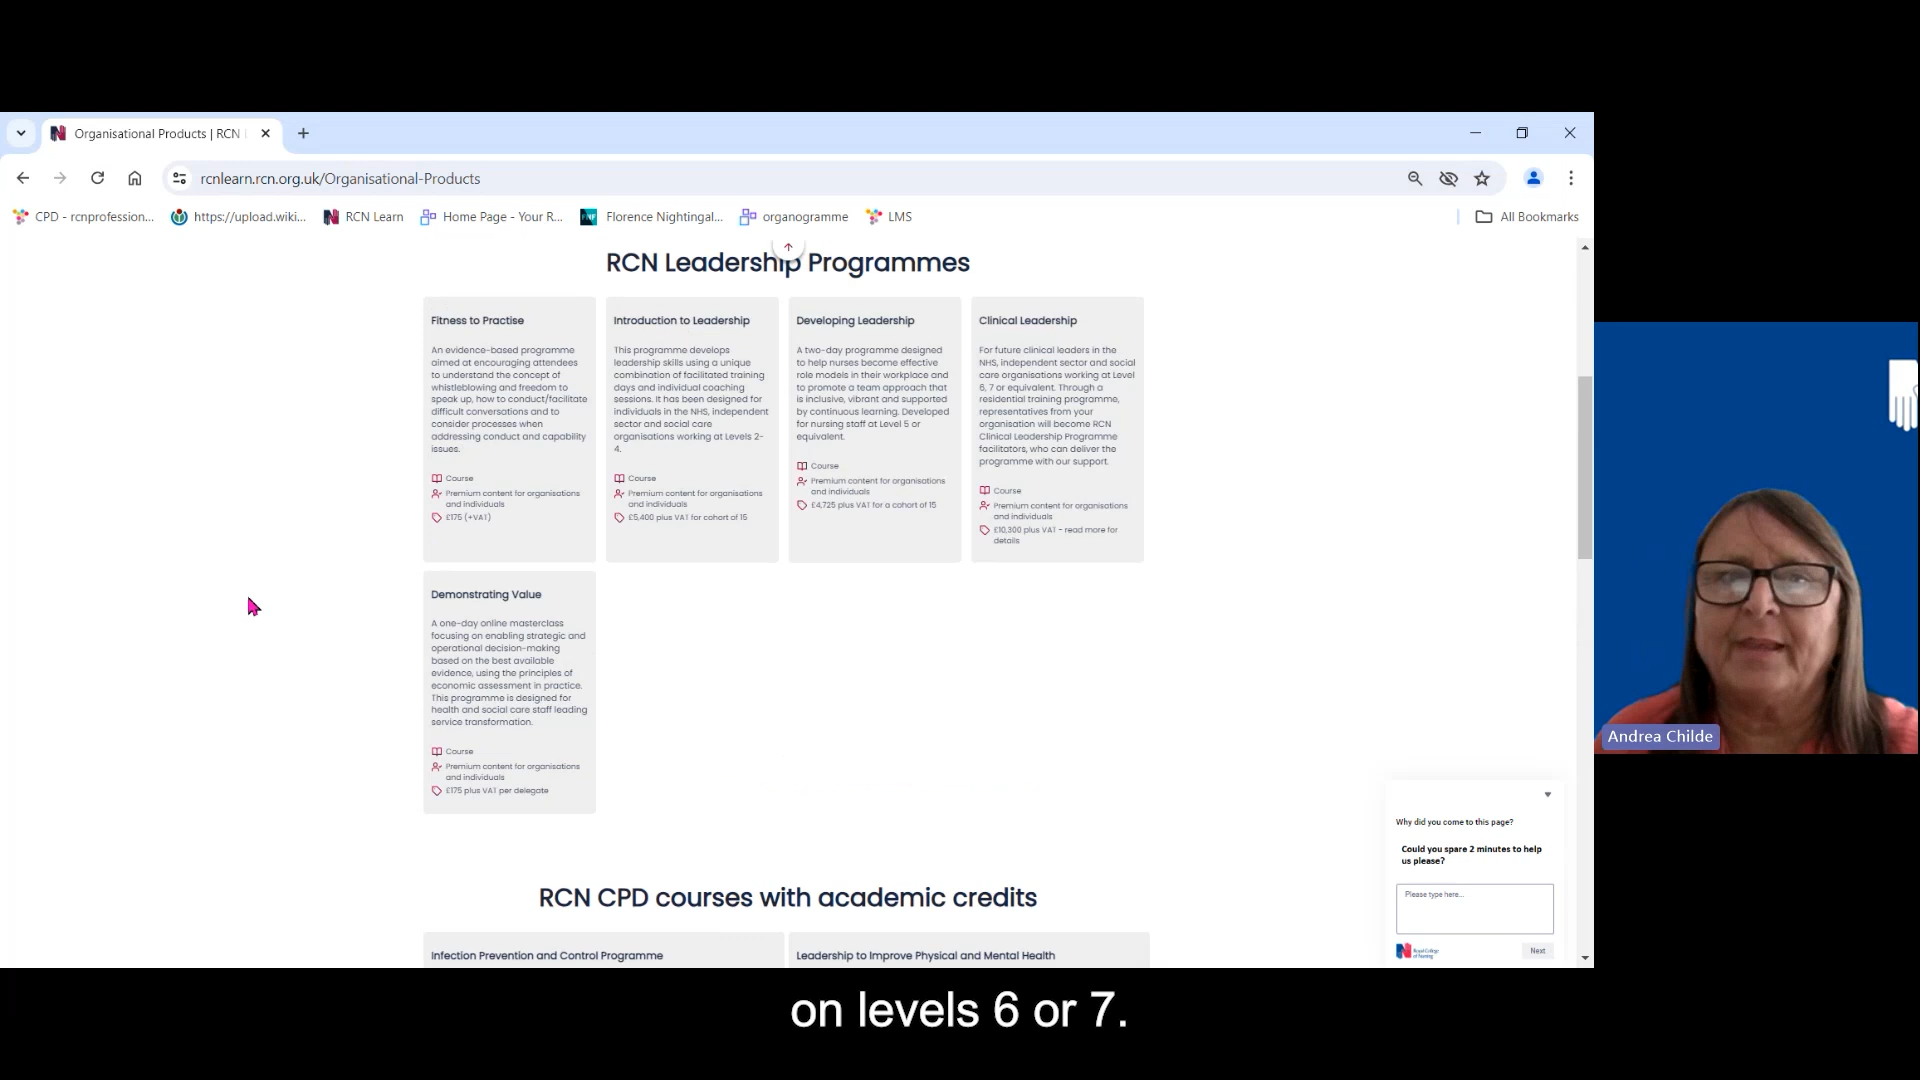 Organisational Products | RCN
rcnlearn.rcn.org.uk/Organisational-Products
CPD - rcnprofession...
https://upload.wiki...
RCN Learn
Home Page - Your R...
Florence Nightingal...
organogramme
LMS
All Bookmarks
RCN Leadership Programmes
Fitness to Practise
An evidence-based programme
aimed at encouraging attendees
to understand the concept of
whistleblowing and freedom to
speak up, how to conduct/facilitate
difficult conversations and to
consider processes when
addressing conduct and capability
issues.
Course
Premium content for organisations
and individuals
£175 (+VAT)
Introduction to Leadership
This programme develops
leadership skills using a unique
combination of facilitated training
days and individual coaching
sessions. It has been designed for
individuals in the NHS, independent
sector and social care
organisations working at Levels 2-
4.
Course
Premium content for organisations
and individuals
£5,400 plus VAT for cohort of 15
Developing Leadership
A two-day programme designed
to help nurses become effective
role models in their workplace and
to promote a team approach that
is inclusive, vibrant and supported
by continuous learning. Developed
for nursing staff at Level 5 or
equivalent.
Course
Premium content for organisations
and individuals
£4,725 plus VAT for a cohort of 15
Clinical Leadership
For future clinical leaders in the
NHS, independent sector and social
care organisations working at Level
6, 7 or equivalent. Through a
residential training programme,
representatives from your
organisation will become RCN
Clinical Leadership Programme
facilitators, who can deliver the
programme with our support.
Course
Premium content for organisations
and individuals
£10,300 plus VAT - read more for
details
Demonstrating Value
A one-day online masterclass
focusing on enabling strategic and
operational decision-making
based on the best available
evidence, using the principles of
economic assessment in practice.
This programme is designed for
health and social care staff leading
service transformation.
Course
Premium content for organisations
and individuals
£175 plus VAT per delegate
RCN CPD courses with academic credits
Infection Prevention and Control Programme
Leadership to Improve Physical and Mental Health
Why did you come to this page?
Could you spare 2 minutes to help
us please?
Please type here...
Royal College
of Nursing
Next
Andrea Childe
on levels 6 or 7.